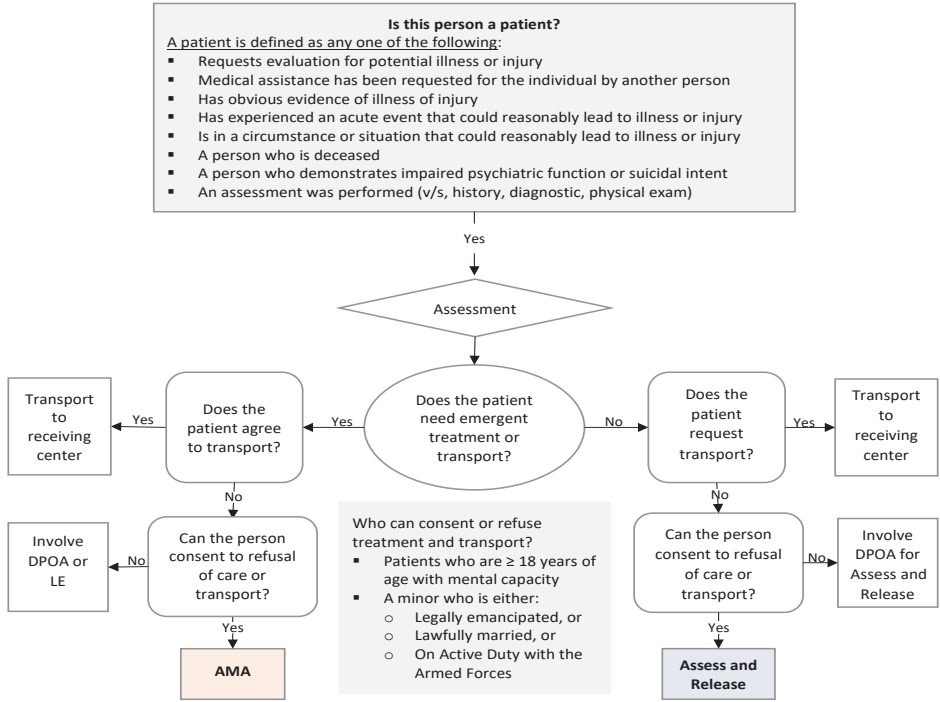 Is this person a patient?
A patient is defined as any one of the following:
▪ Requests evaluation for potential illness or injury
▪ Medical assistance has been requested for the individual by another person
▪ Has obvious evidence of illness of injury
▪ Has experienced an acute event that could reasonably lead to illness or injury
▪ Is in a circumstance or situation that could reasonably lead to illness or injury
▪ A person who is deceased
▪ A person who demonstrates impaired psychiatric function or suicidal intent
▪ An assessment was performed (v/s, history, diagnostic, physical exam)
Yes
Assessment
Transport
to
receiving
center
Yes
Does the
patient agree
to transport?
Yes
Does the patient
need emergent
treatment or
transport?
No
Does the
patient
request
transport?
Yes
Transport
to
receiving
center
No
No
Involve
DPOA or
LE
No
Can the person
consent to refusal
of care or
transport?
Who can consent or refuse
treatment and transport?
▪ Patients who are ≥ 18 years of
age with mental capacity
▪ A minor who is either:
o Legally emancipated, or
o Lawfully married, or
o On Active Duty with the
Armed Forces
Can the person
consent to refusal
of care or
transport?
No
Involve
DPOA for
Assess and
Release
Yes
Yes
AMA
Assess and
Release